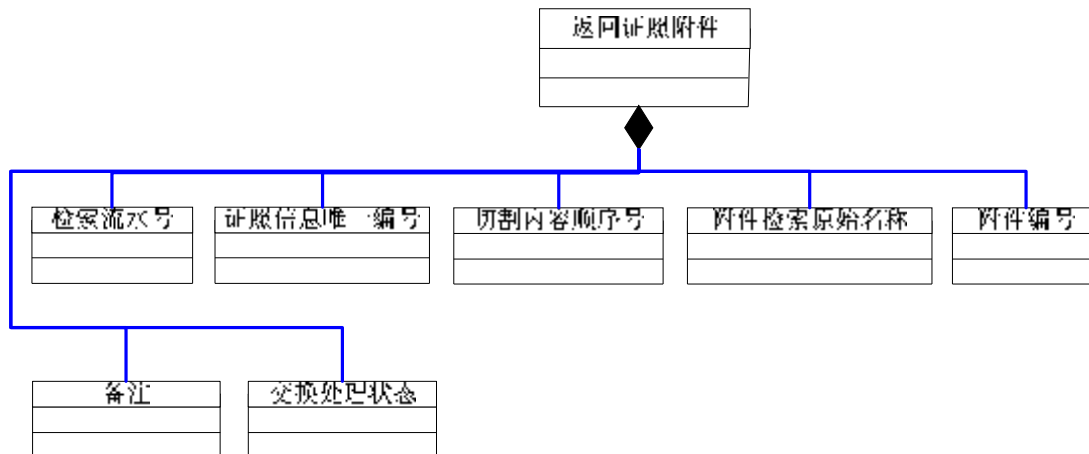 返回证照附件
检索流水号
证照信息唯一编号
切割内容顺序号
附件检索原始名称
附件编号
备注
交换处理状态